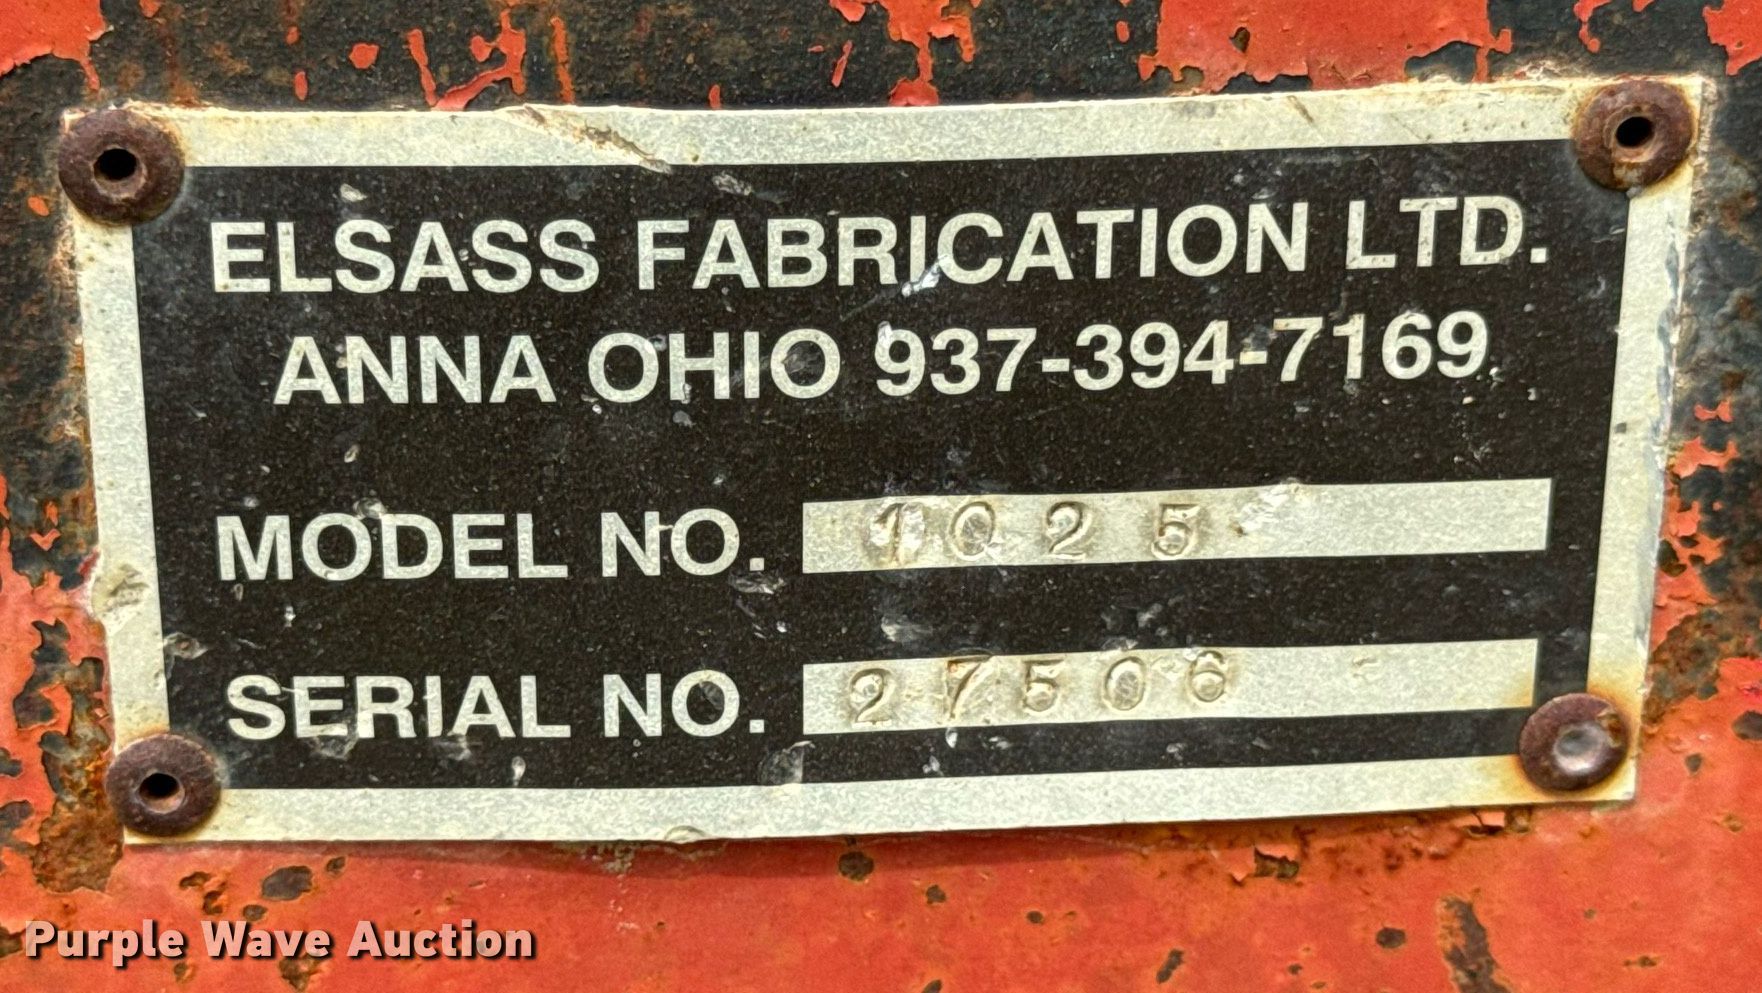 ELSASS FABRICATION LTD.
ANNA OHIO 937-394-7169
MODEL NO. 1025
SERIAL NO. 27506
Purple Wave Auction